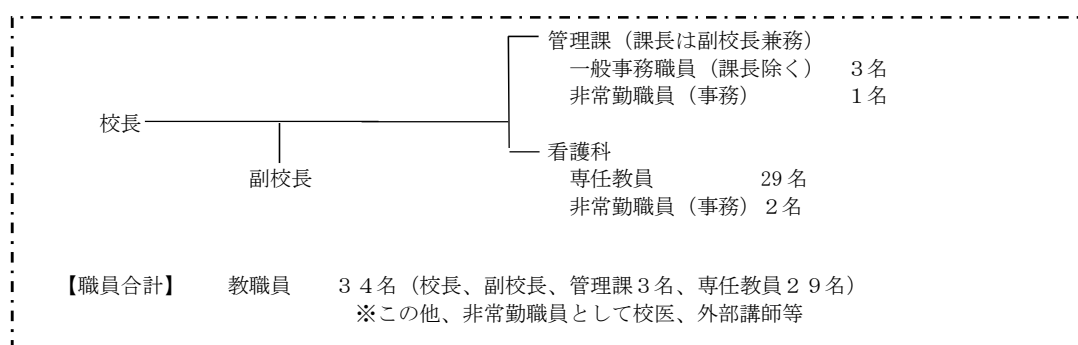 管理課（課長は副校長兼務）
一般事務職員（課長除く）　３名
非常勤職員（事務）　１名
校長
看護科
副校長
専任教員　29 名
非常勤職員（事務）２名
【職員合計】　教職員　３４名（校長、副校長、管理課３名、専任教員２９名）
※この他、非常勤職員として校医、外部講師等